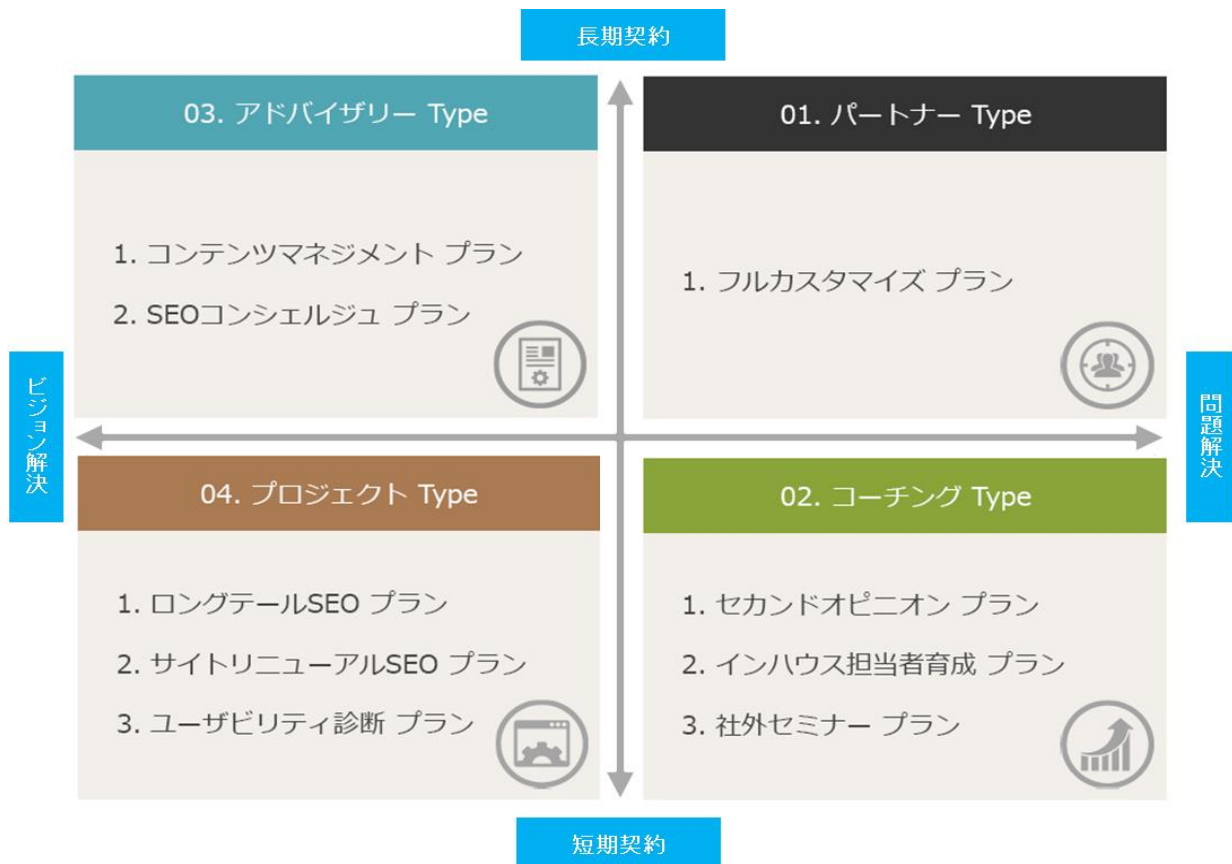 長期契約
03. アドバイザリー Type
1. コンテンツマネジメント プラン
2. SEOコンシェルジュ プラン
01. パートナー Type
1. フルカスタマイズ プラン
ビジョン解決
問題解決
04. プロジェクト Type
1. ロングテールSEO プラン
2. サイトリニューアルSEO プラン
3. ユーザビリティ診断 プラン
02. コーチング Type
1. セカンドオピニオン プラン
2. インハウス担当者育成 プラン
3. 社外セミナー プラン
短期契約